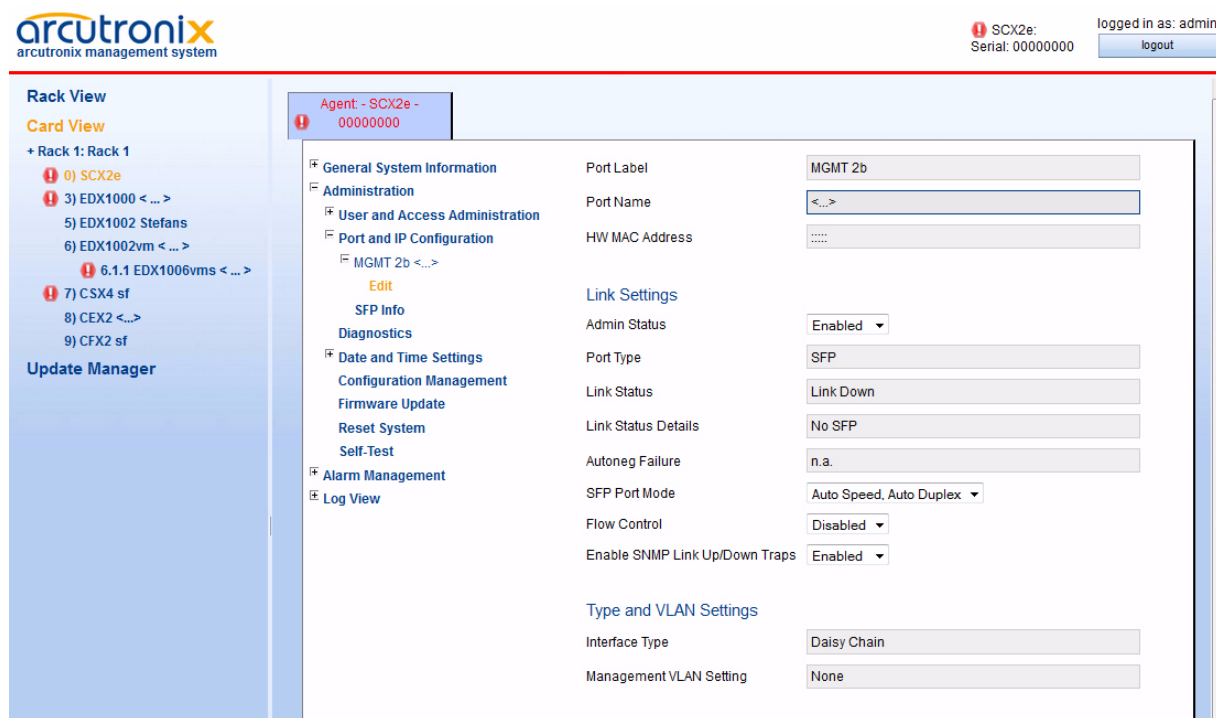 arcutronix
arcutronix management system
SCX2e:
Serial: 00000000
logged in as: admin
logout
Rack View
Card View
+ Rack 1: Rack 1
0) SCX2e
3) EDX1000 < ... >
5) EDX1002 Stefans
6) EDX1002vm < ... >
6.1.1 EDX1006vms < ... >
7) CSX4 sf
8) CEX2 <...>
9) CFX2 sf
Update Manager
Agent: - SCX2e -
00000000
General System Information
Administration
User and Access Administration
Port and IP Configuration
MGMT 2b <...>
Edit
SFP Info
Diagnostics
Date and Time Settings
Configuration Management
Firmware Update
Reset System
Self-Test
Alarm Management
Log View
Port Label MGMT 2b
Port Name <...>
HW MAC Address :::::
Link Settings
Admin Status Enabled
Port Type SFP
Link Status Link Down
Link Status Details No SFP
Autoneg Failure n.a.
SFP Port Mode Auto Speed, Auto Duplex
Flow Control Disabled
Enable SNMP Link Up/Down Traps Enabled
Type and VLAN Settings
Interface Type Daisy Chain
Management VLAN Setting None